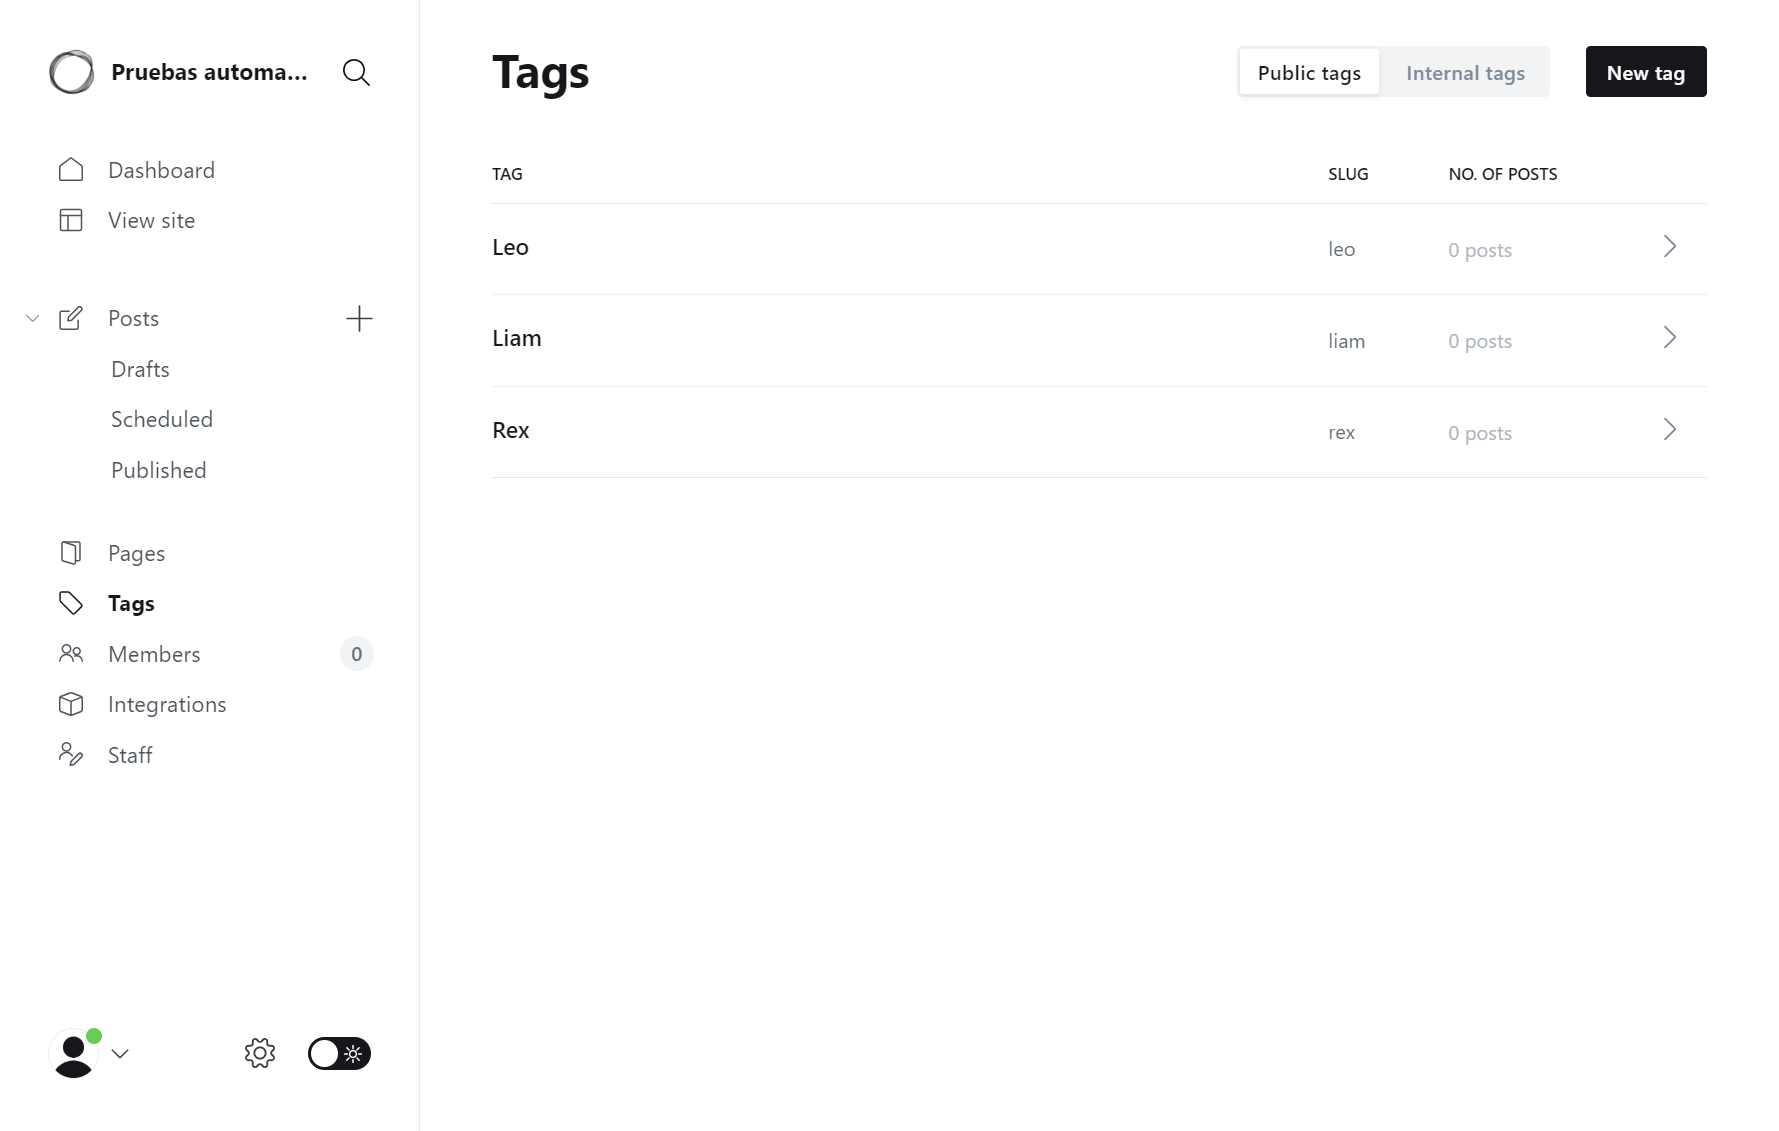 Pruebas automa...
Dashboard
View site
Posts
Drafts
Scheduled
Published
Pages
Tags
Members 0
Integrations
Staff
Tags
Public tags Internal tags New tag
TAG SLUG NO. OF POSTS
Leo leo 0 posts
Liam liam 0 posts
Rex rex 0 posts